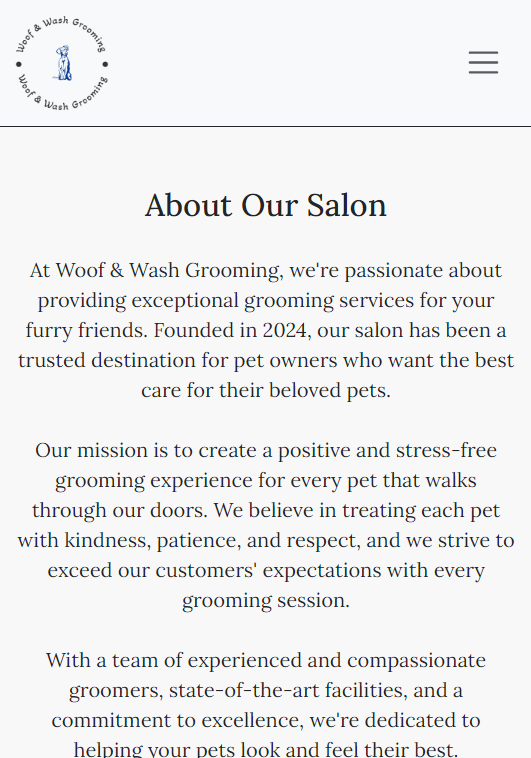 Woof & Wash Grooming
Woof & Wash Grooming
About Our Salon
At Woof & Wash Grooming, we're passionate about
providing exceptional grooming services for your
furry friends. Founded in 2024, our salon has been a
trusted destination for pet owners who want the best
care for their beloved pets.
Our mission is to create a positive and stress-free
grooming experience for every pet that walks
through our doors. We believe in treating each pet
with kindness, patience, and respect, and we strive to
exceed our customers' expectations with every
grooming session.
With a team of experienced and compassionate
groomers, state-of-the-art facilities, and a
commitment to excellence, we're dedicated to
helping your pets look and feel their best.